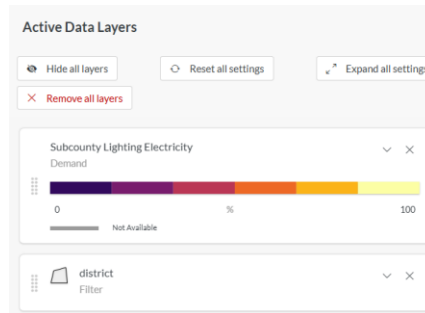 Active Data Layers
Hide all layers Reset all settings Expand all settings
Remove all layers
Subcounty Lighting Electricity
Demand
0 % 100
Not Available
district
Filter